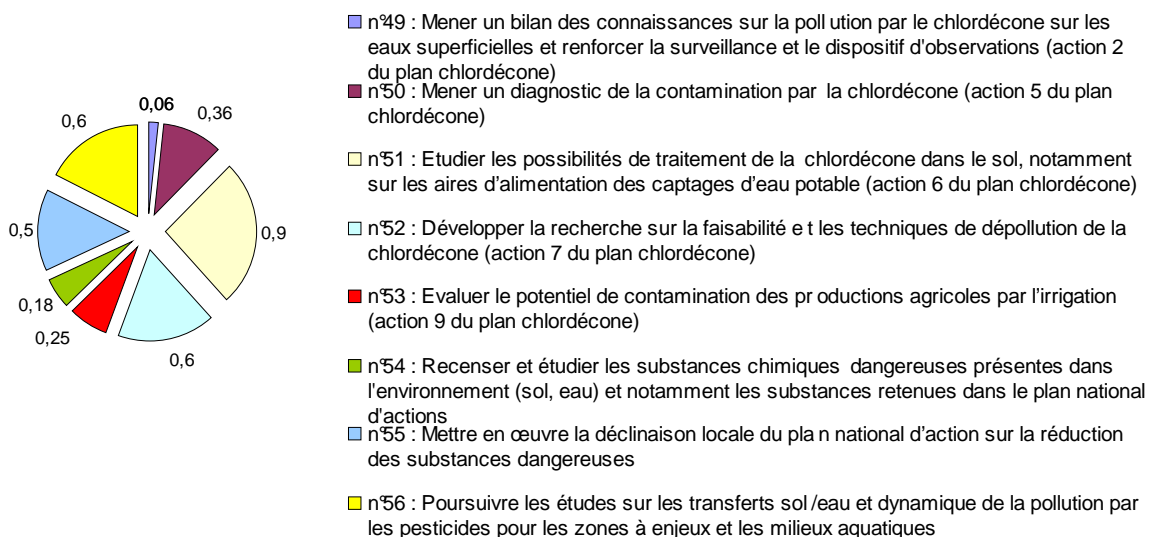 n°49 : Mener un bilan des connaissances sur la poll ution par le chlordécone sur les
eaux superficielles et renforcer la surveillance et le dispositif d'observations (action 2
du plan chlordécone)
n°50 : Mener un diagnostic de la contamination par la chlordécone (action 5 du plan
chlordécone)
n°51 : Etudier les possibilités de traitement de la chlordécone dans le sol, notamment
sur les aires d’alimentation des captages d’eau potable (action 6 du plan chlordécone)
n°52 : Développer la recherche sur la faisabilité e t les techniques de dépollution de la
chlordécone (action 7 du plan chlordécone)
n°53 : Evaluer le potentiel de contamination des pr oductions agricoles par l’irrigation
(action 9 du plan chlordécone)
n°54 : Recenser et étudier les substances chimiques dangereuses présentes dans
l'environnement (sol, eau) et notamment les substances retenues dans le plan national
d'actions
n°55 : Mettre en œuvre la déclinaison locale du pla n national d’action sur la réduction
des substances dangereuses
n°56 : Poursuivre les études sur les transferts sol /eau et dynamique de la pollution par
les pesticides pour les zones à enjeux et les milieux aquatiques
0,06
0,36
0,9
0,6
0,25
0,18
0,5
0,6